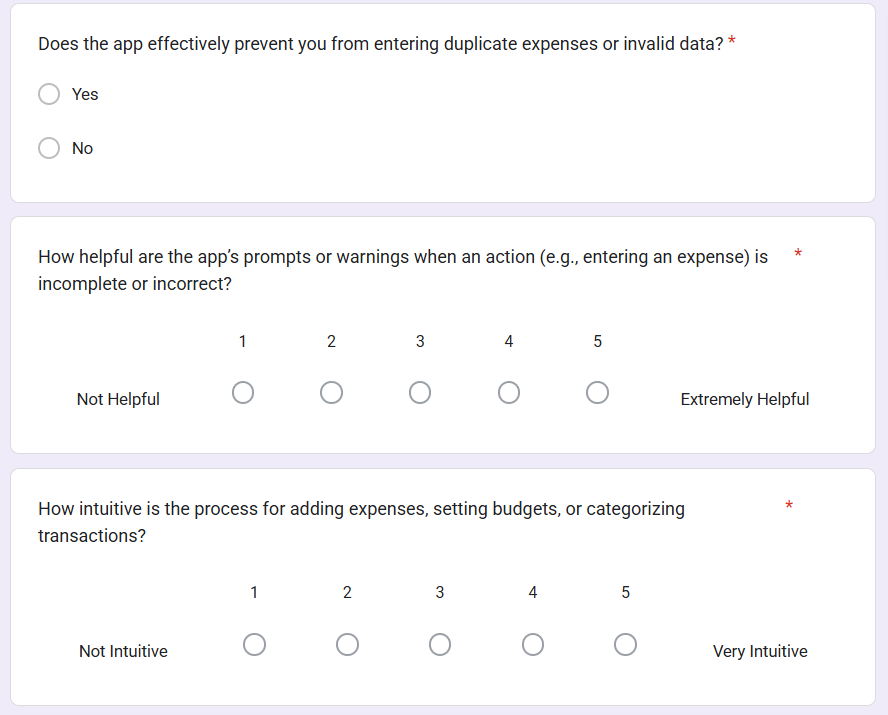 Does the app effectively prevent you from entering duplicate expenses or invalid data? *
Yes
No
How helpful are the app’s prompts or warnings when an action (e.g., entering an expense) is *
incomplete or incorrect?
1 2 3 4 5
Not Helpful Extremely Helpful
How intuitive is the process for adding expenses, setting budgets, or categorizing *
transactions?
1 2 3 4 5
Not Intuitive Very Intuitive